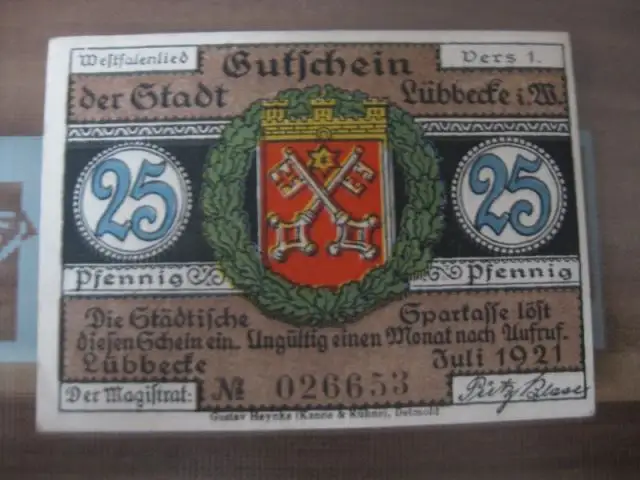 Westfalenlied
Vers 1.
Gutschein
der Stadt Lübbecke i. W.
25 25
Pfennig Pfennig
Die Städtische Sparkasse löst
diesen Schein ein. Ungültig einen Monat nach Aufruf.
Lübbecke Juli 1921
Der Magistrat: № 026653
Gustav Heynke (Kanne & Kühne), Detmold